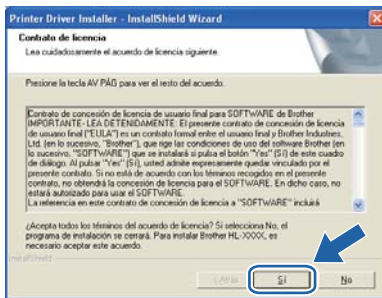 Printer Driver Installer - InstallShield Wizard
Contrato de licencia
Lea cuidadosamente el acuerdo de licencia siguiente.
Presione la tecla AV PÁG para ver el resto del acuerdo.
Contrato de concesión de licencia de usuario final para SOFTWARE de Brother
IMPORTANTE- LEA DETENIDAMENTE: El presente contrato de concesión de licencia
de usuario final ("EULA") es un contrato formal entre el usuario final y Brother Industries,
Ltd. (en lo sucesivo, "Brother"), que rige las condiciones de uso del software Brother (en
lo sucesivo, "SOFTWARE") que se instalará si pulsa el botón "Yes" (Sí) de este cuadro
de diálogo. Al pulsar "Yes" (Sí), usted admite expresamente quedar vinculado por el
presente contrato. Si no está de acuerdo con los términos recogidos en el presente
contrato, no obtendrá la concesión de licencia para el SOFTWARE. En dicho caso, no
estará autorizado para usar el SOFTWARE.
La referencia en este contrato de concesión de licencia a "SOFTWARE" incluirá
¿Acepta todos los términos del acuerdo de licencia? Si selecciona No, el
programa de instalación se cerrará. Para instalar Brother HL-XXXX, es
necesario aceptar este acuerdo.
InstallShield
< Atrás Sí No